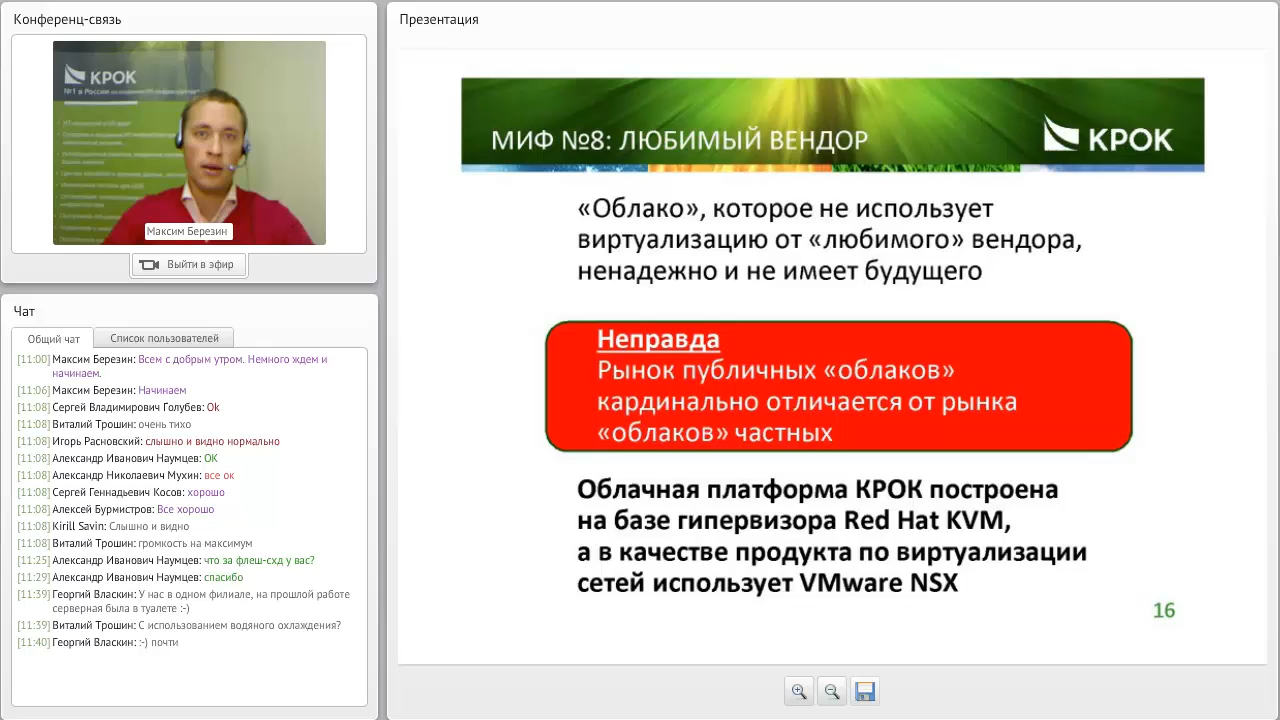 Конференц-связь
КРОК
№1 в России
Максим Березин
Выйти в эфир
Чат
Общий чат
Список пользователей
[11:00] Максим Березин: Всем с добрым утром. Немного ждем и
начинаем.
[11:06] Максим Березин: Начинаем
[11:08] Сергей Владимирович Голубев: Ok
[11:08] Виталий Трошин: очень тихо
[11:08] Игорь Расновский: слышно и видно нормально
[11:08] Александр Иванович Наумцев: ОК
[11:08] Александр Николаевич Мухин: все ок
[11:08] Сергей Геннадьевич Косов: хорошо
[11:08] Алексей Бурмистров: Все хорошо
[11:08] Kirill Savin: Слышно и видно
[11:08] Виталий Трошин: громкость на максимум
[11:25] Александр Иванович Наумцев: что за флеш-схд у вас?
[11:29] Александр Иванович Наумцев: спасибо
[11:39] Георгий Власкин: У нас в одном филиале, на прошлой работе
серверная была в туалете :-)
[11:39] Виталий Трошин: С использованием водяного охлаждения?
[11:40] Георгий Власкин: :-) почти
Презентация
МИФ №8: ЛЮБИМЫЙ ВЕНДОР
КРОК
«Облако», которое не использует
виртуализацию от «любимого» вендора,
ненадежно и не имеет будущего
Неправда
Рынок публичных «облаков»
кардинально отличается от рынка
«облаков» частных
Облачная платформа КРОК построена
на базе гипервизора Red Hat KVM,
а в качестве продукта по виртуализации
сетей использует VMware NSX
16